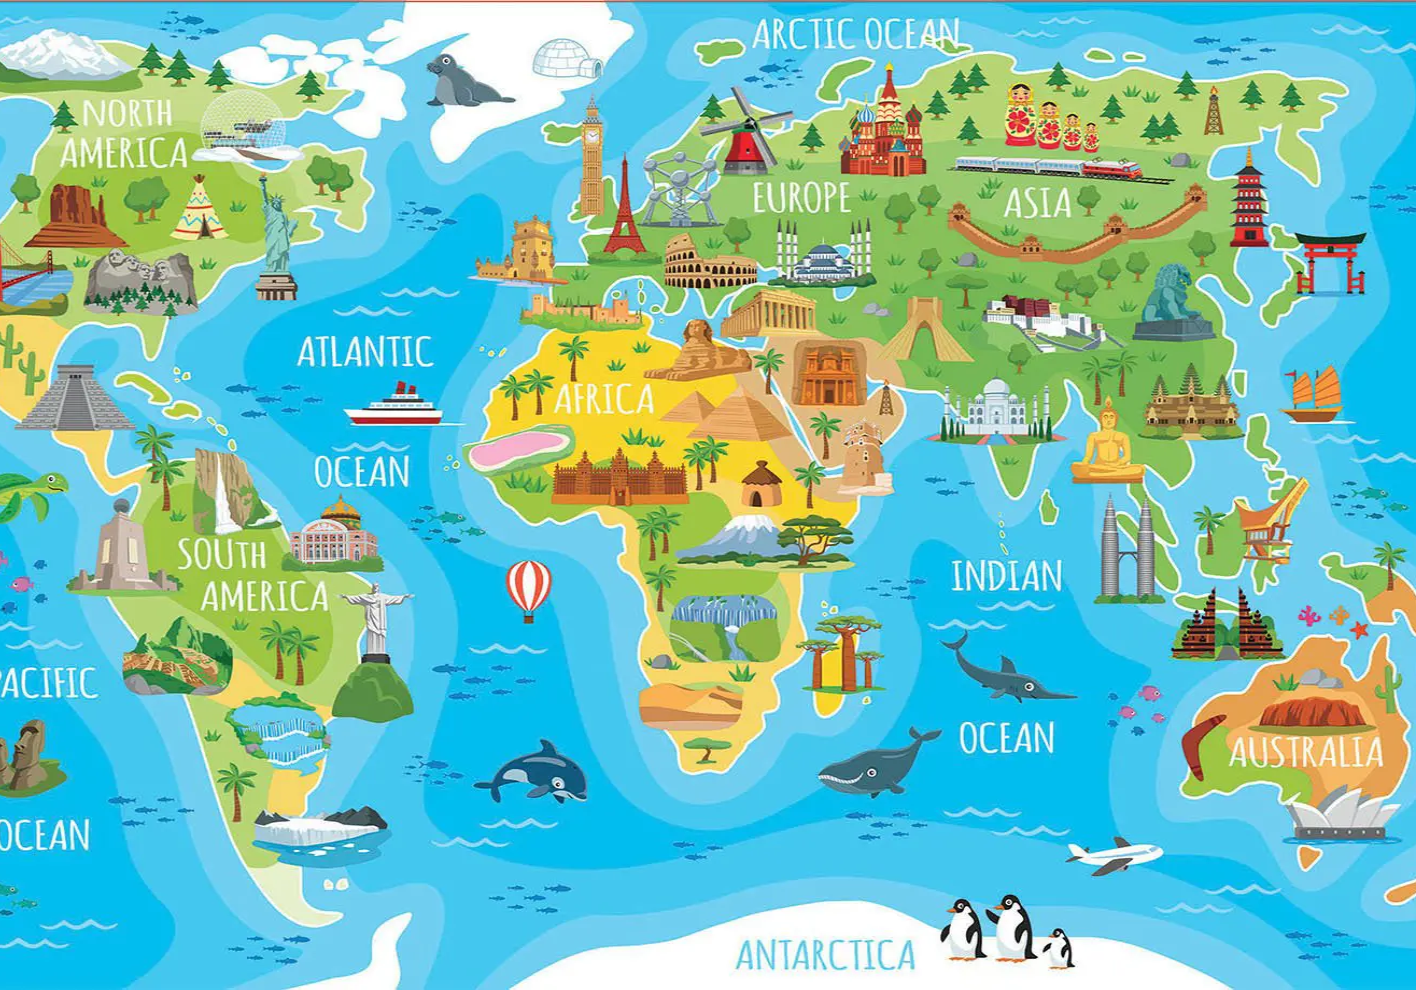 ARCTIC OCEAN
NORTH
AMERICA
EUROPE
ASIA
ATLANTIC
OCEAN
AFRICA
SOUTH
AMERICA
INDIAN
OCEAN
PACIFIC
OCEAN
AUSTRALIA
ANTARCTICA